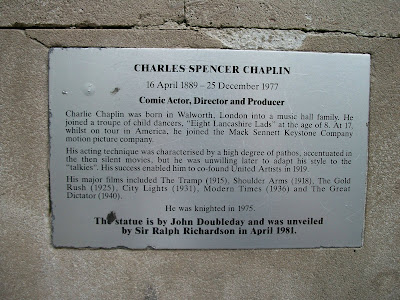 CHARLES SPENCER CHAPLIN
16 April 1889 – 25 December 1977
Comic Actor, Director and Producer
Charlie Chaplin was born in Walworth, London into a music hall family. He
joined a troupe of child dancers, "Eight Lancashire Lads" at the age of 8. At 17,
whilst on tour in America, he joined the Mack Sennett Keystone Company
motion picture company.
His acting technique was characterised by a high degree of pathos, accentuated in
the then silent movies, but he was unwilling later to adapt his style to the
"talkies". His success enabled him to co-found United Artists in 1919.
His major films included The Tramp (1915), Shoulder Arms (1918), The Gold
Rush (1925), City Lights (1931), Modern Times (1936) and The Great
Dictator (1940).
He was knighted in 1975.
The statue is by John Doubleday and was unveiled
by Sir Ralph Richardson in April 1981.